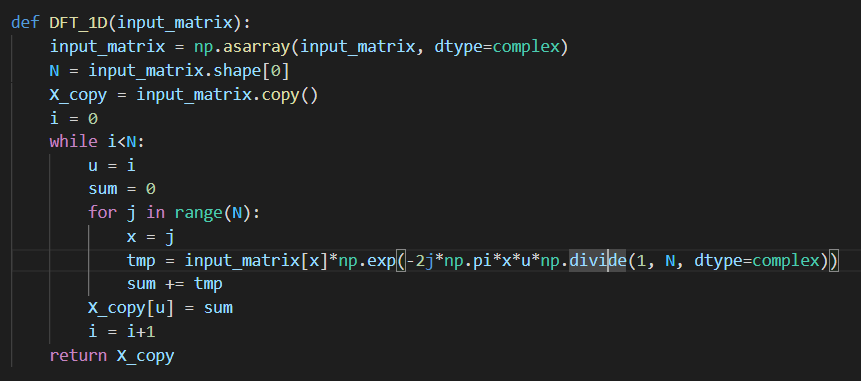 def DFT_1D(input_matrix):
    input_matrix = np.asarray(input_matrix, dtype=complex)
    N = input_matrix.shape[0]
    X_copy = input_matrix.copy()
    i = 0
    while i<N:
        u = i
        sum = 0
        for j in range(N):
            x = j
            tmp = input_matrix[x]*np.exp(-2j*np.pi*x*u*np.divide(1, N, dtype=complex))
            sum += tmp
        X_copy[u] = sum
        i = i+1
    return X_copy